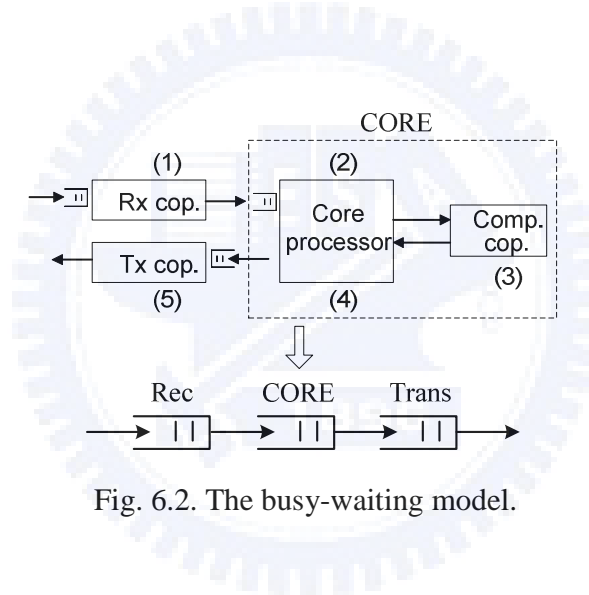 CORE
(1)
(2)
Rx cop.
Core
processor
Comp.
cop.
Tx cop.
(3)
(5)
(4)
Rec
CORE
Trans
Fig. 6.2. The busy-waiting model.